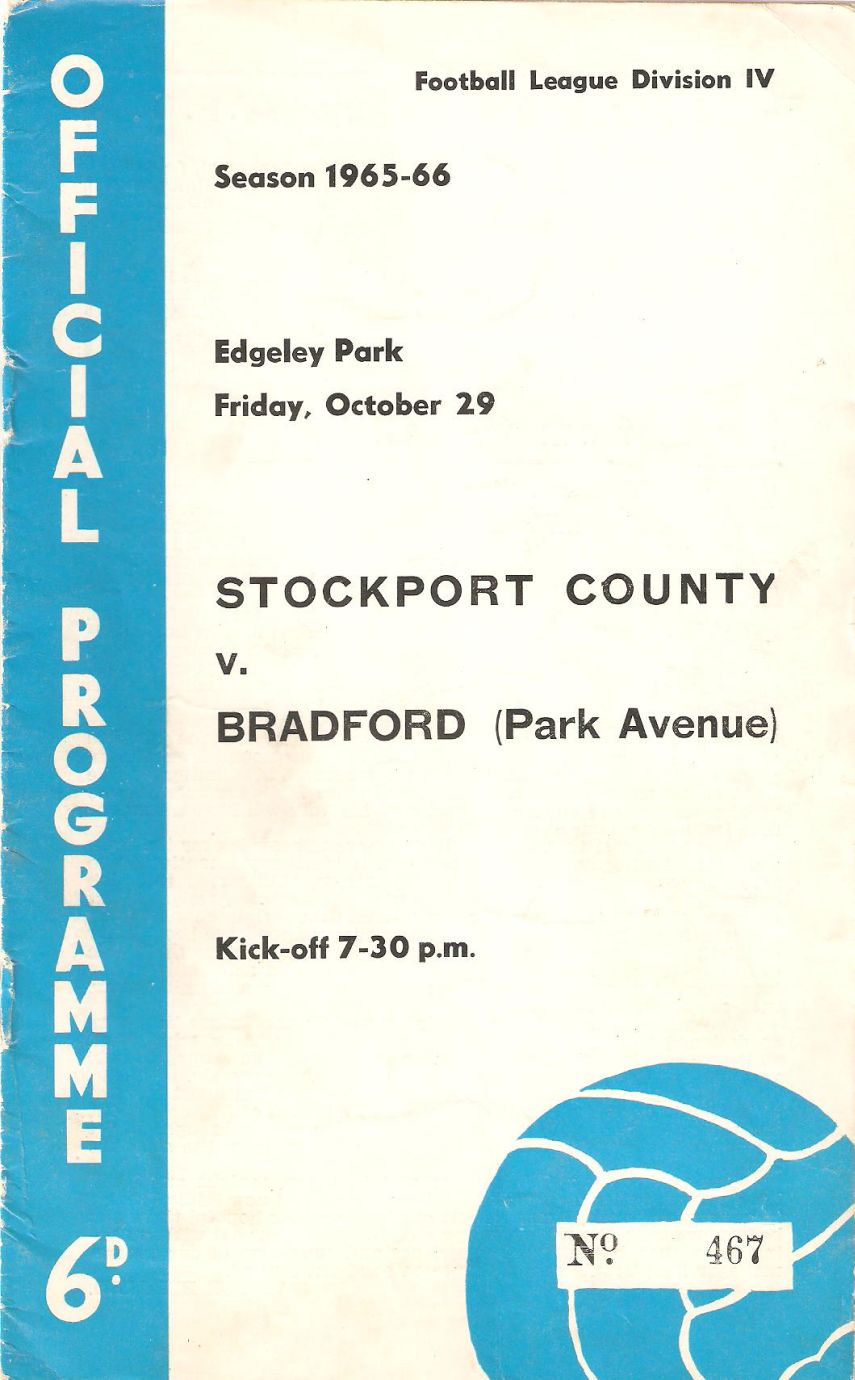 OFFICIAL PROGRAMME
6D.
Football League Division IV
Season 1965-66
Edgeley Park
Friday, October 29
STOCKPORT COUNTY
v.
BRADFORD (Park Avenue)
Kick-off 7-30 p.m.
Nº 467